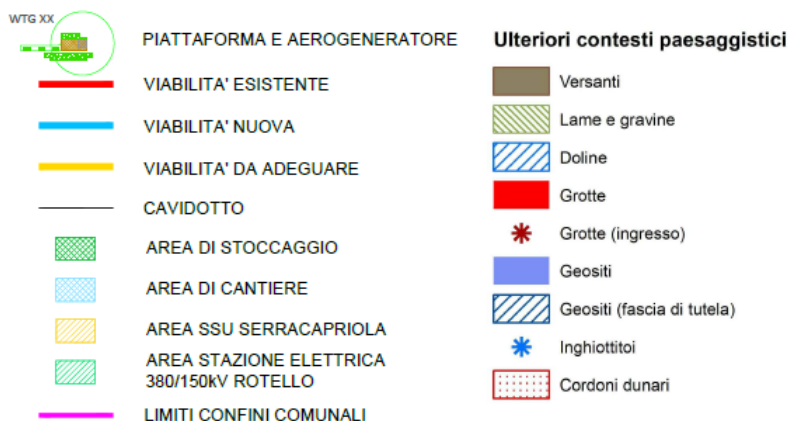 WTG XX
PIATTAFORMA E AEROGENERATORE
VIABILITA' ESISTENTE
VIABILITA' NUOVA
VIABILITA' DA ADEGUARE
CAVIDOTTO
AREA DI STOCCAGGIO
AREA DI CANTIERE
AREA SSU SERRACAPRIOLA
AREA STAZIONE ELETTRICA
380/150kV ROTELLO
LIMITI CONFINI COMUNALI
Ulteriori contesti paesaggistici
Versanti
Lame e gravine
Doline
Grotte
Grotte (ingresso)
Geositi
Geositi (fascia di tutela)
Inghiottitoi
Cordoni dunari